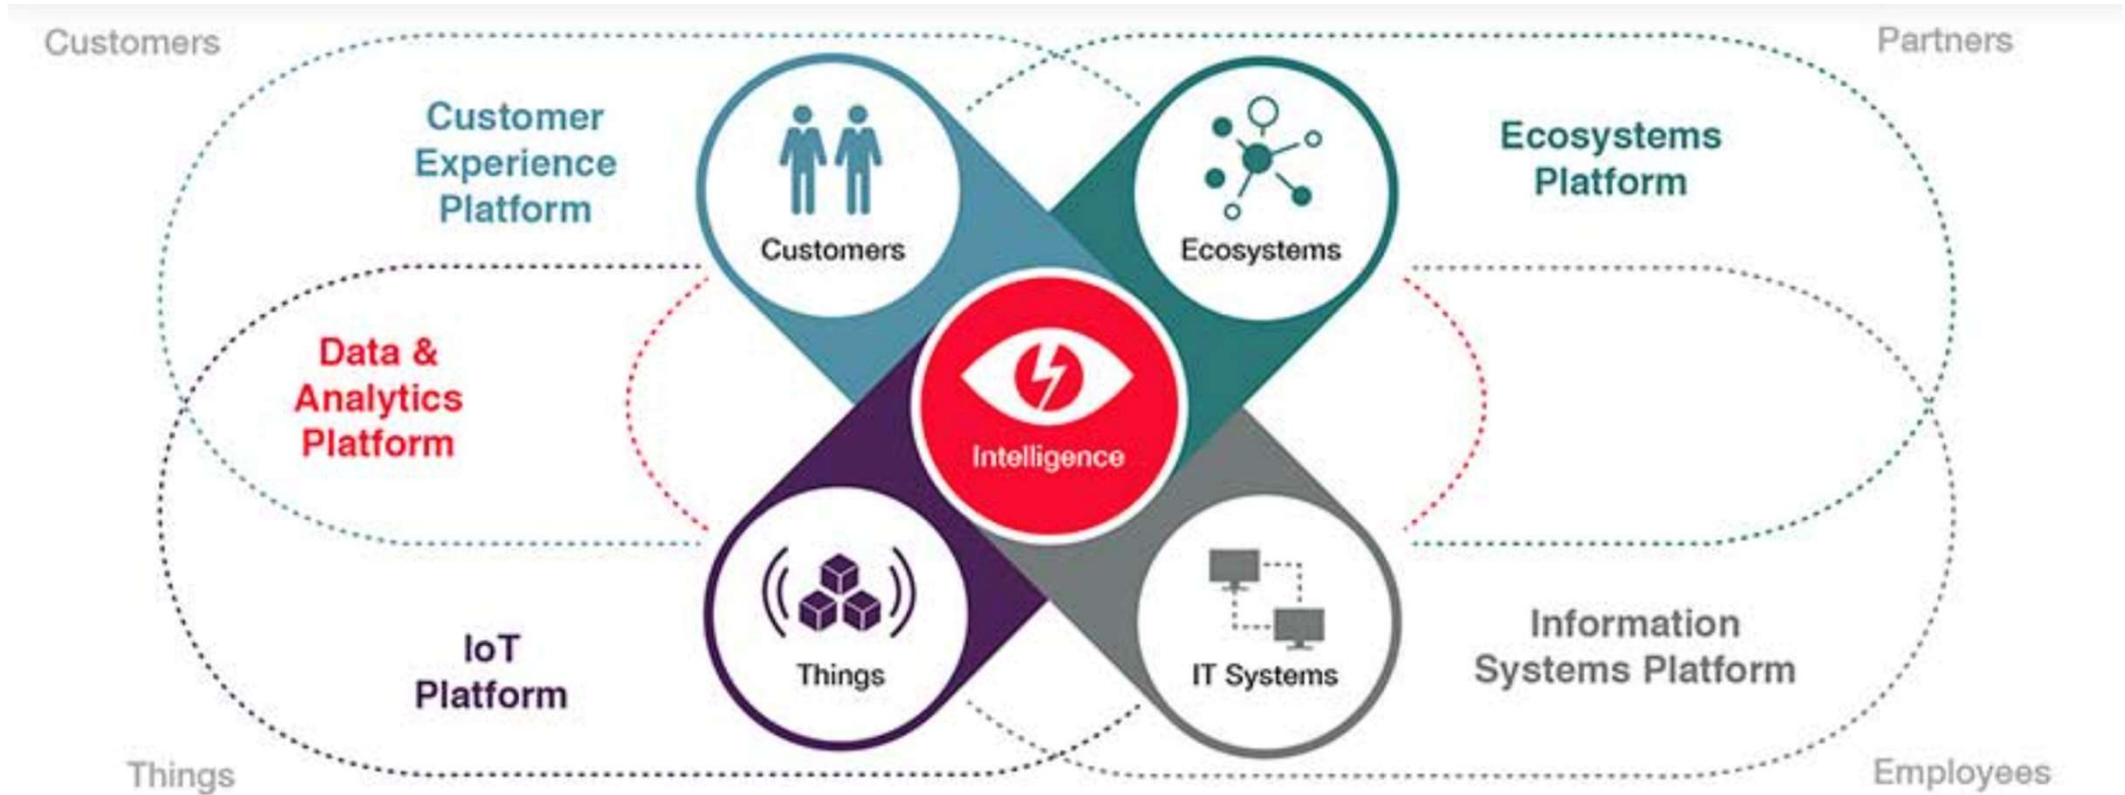 Customers
Partners
Customer
Experience
Platform
Customers
Ecosystems
Ecosystems
Platform
Data &
Analytics
Platform
Intelligence
IoT
Platform
Things
IT Systems
Information
Systems Platform
Things
Employees